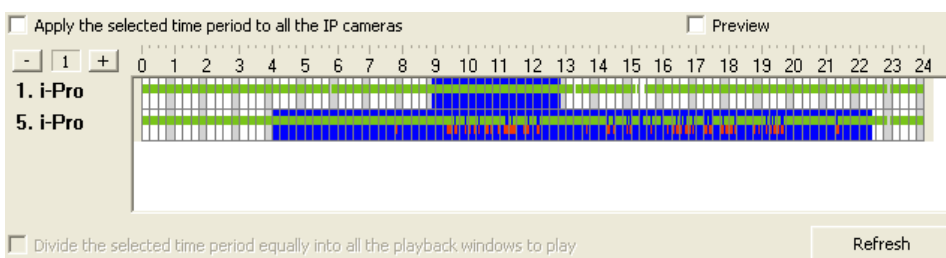 Apply the selected time period to all the IP cameras Preview
- 1 + 0 1 2 3 4 5 6 7 8 9 10 11 12 13 14 15 16 17 18 19 20 21 22 23 24
1. i-Pro
5. i-Pro
Divide the selected time period equally into all the playback windows to play Refresh